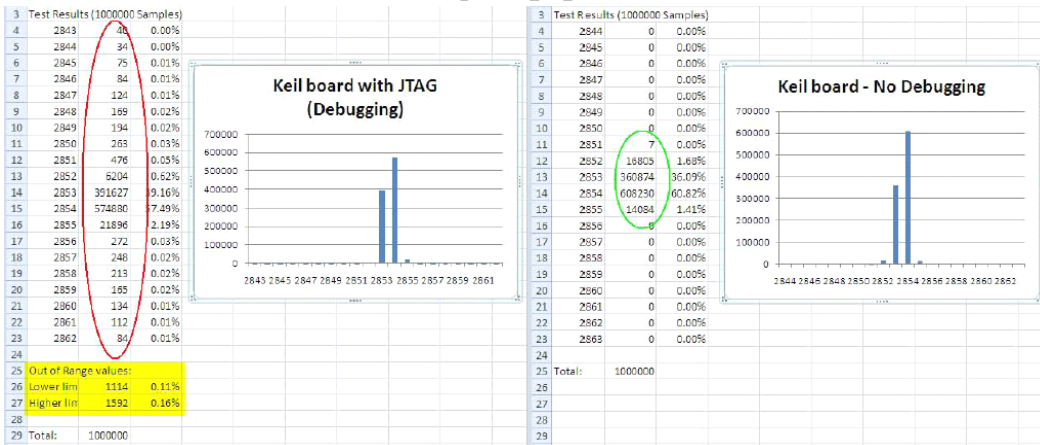 3 Test Results (1000000 Samples)
4 2843 40 0.00%
5 2844 34 0.00%
6 2845 75 0.01%
7 2846 84 0.01%
8 2847 124 0.01%
9 2848 169 0.02%
10 2849 194 0.02%
11 2850 263 0.03%
12 2851 476 0.05%
13 2852 6204 0.62%
14 2853 391627 39.16%
15 2854 574880 57.49%
16 2855 21896 2.19%
17 2856 272 0.03%
18 2857 248 0.02%
19 2858 213 0.02%
20 2859 165 0.02%
21 2860 134 0.01%
22 2861 112 0.01%
23 2862 84 0.01%
24
25 Out of Range values:
26 Lower lim 1114 0.11%
27 Higher lim 1592 0.16%
28
29 Total: 1000000
Keil board with JTAG
(Debugging)
700000
600000
500000
400000
300000
200000
100000
0
2843 2845 2847 2849 2851 2853 2855 2857 2859 2861
3 Test Results (1000000 Samples)
4 2844 0 0.00%
5 2845 0 0.00%
6 2846 0 0.00%
7 2847 0 0.00%
8 2848 0 0.00%
9 2849 0 0.00%
10 2850 0 0.00%
11 2851 7 0.00%
12 2852 16805 1.68%
13 2853 360874 36.09%
14 2854 608230 60.82%
15 2855 14084 1.41%
16 2856 0 0.00%
17 2857 0 0.00%
18 2858 0 0.00%
19 2859 0 0.00%
20 2860 0 0.00%
21 2861 0 0.00%
22 2862 0 0.00%
23 2863 0 0.00%
24
25 Total: 1000000
26
27
28
29
Keil board - No Debugging
700000
600000
500000
400000
300000
200000
100000
0
2844 2846 2848 2850 2852 2854 2856 2858 2860 2862